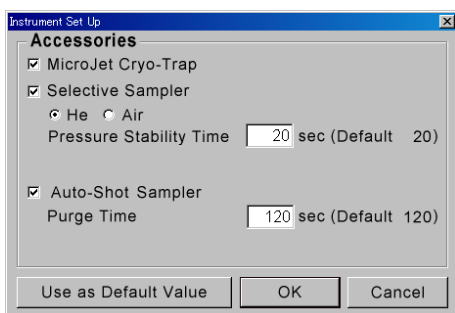 Instrument Set Up
Accessories
MicroJet Cryo-Trap
Selective Sampler
He Air
Pressure Stability Time 20 sec (Default 20)
Auto-Shot Sampler
Purge Time 120 sec (Default 120)
Use as Default Value OK Cancel